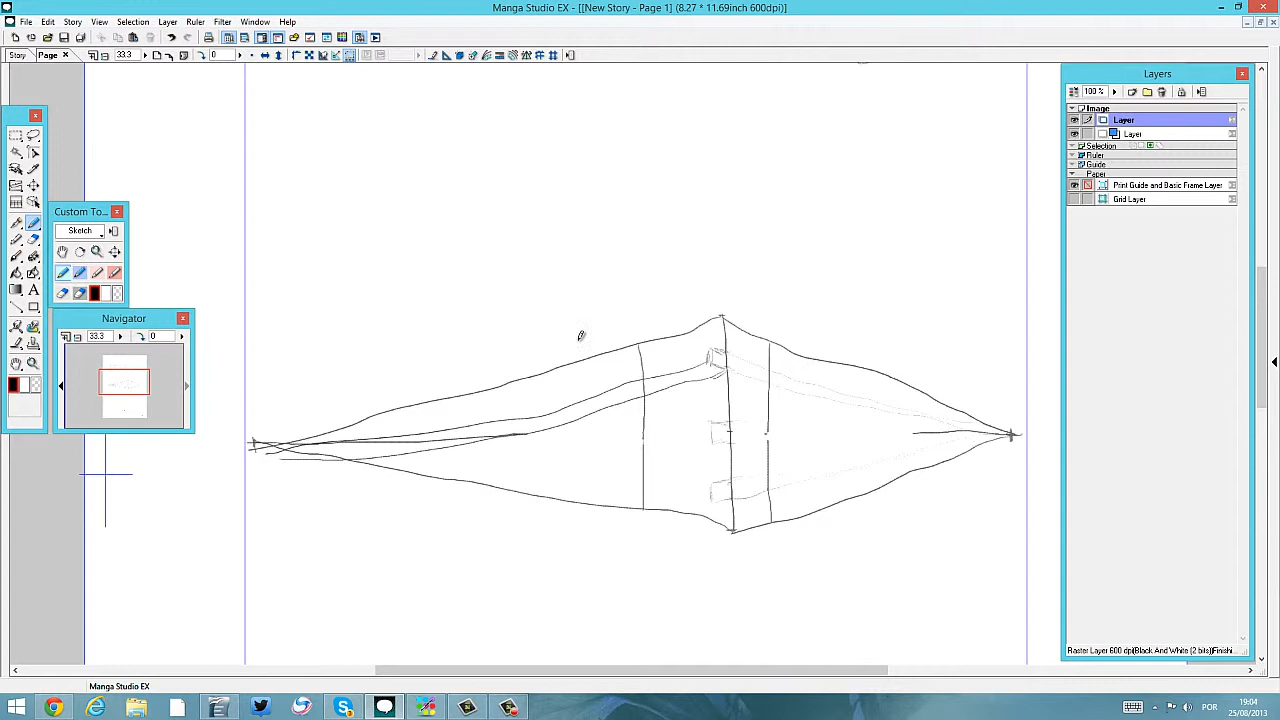 Manga Studio EX - [[New Story - Page 1] (8.27 * 11.69inch 600dpi)]
File Edit Story View Selection Layer Ruler Filter Window Help
Story Page 33.3 0
Layers
100 %
Image
Layer
Layer
Selection
Ruler
Guide
Paper
Print Guide and Basic Frame Layer
Grid Layer
Custom To...
Sketch
Navigator
33.3 0
Raster Layer 600 dpi(Black And White (2 bits)(Finishi
Manga Studio EX
POR
19:04
25/08/2013